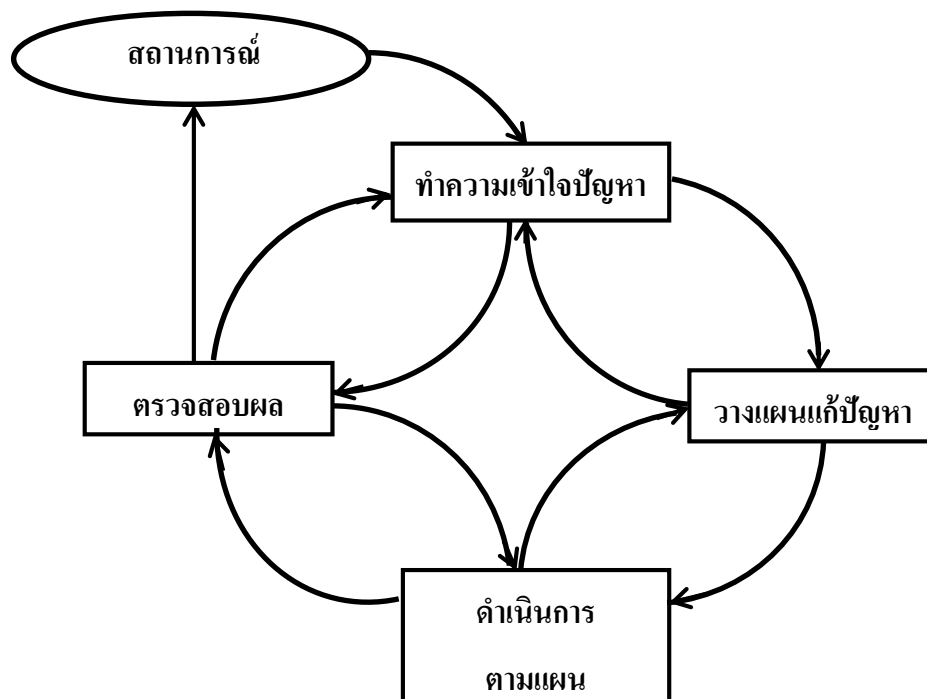 สถานการณ์
ทำความเข้าใจปัญหา
ตรวจสอบผล
วางแผนแก้ปัญหา
ดำเนินการ
ตามแผน